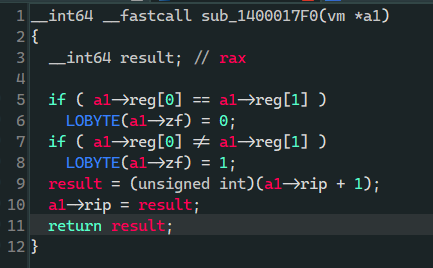 1 __int64 __fastcall sub_1400017F0(vm *a1)
2 {
3 __int64 result; // rax
4
5 if ( a1->reg[0] == a1->reg[1] )
6 LOBYTE(a1->zf) = 0;
7 if ( a1->reg[0] ≠ a1->reg[1] )
8 LOBYTE(a1->zf) = 1;
9 result = (unsigned int)(a1->rip + 1);
10 a1->rip = result;
11 return result;
12 }